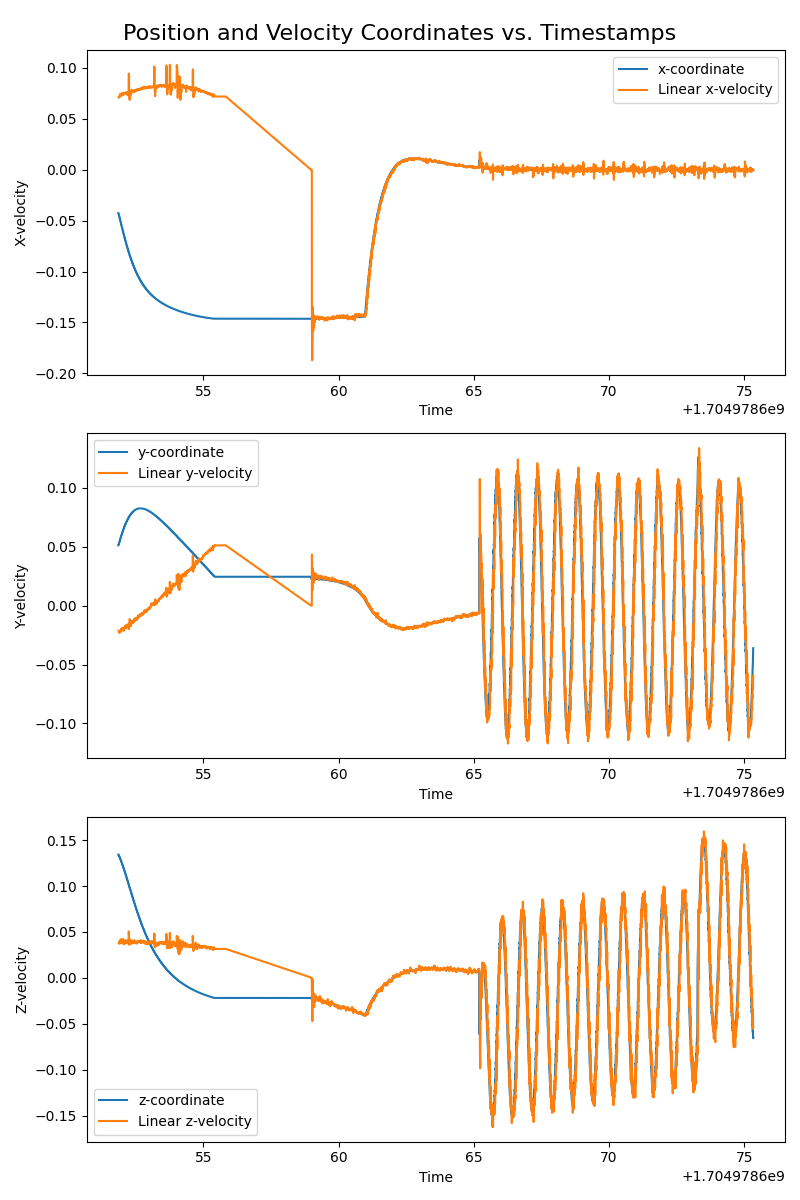 Position and Velocity Coordinates vs. Timestamps
x-coordinate
Linear x-velocity
0.10
0.05
0.00
−0.05
−0.10
−0.15
−0.20
X-velocity
55 60 65 70 75
Time
+1.7049786e9
y-coordinate
Linear y-velocity
0.10
0.05
0.00
−0.05
−0.10
Y-velocity
55 60 65 70 75
Time
+1.7049786e9
0.15
0.10
0.05
0.00
−0.05
−0.10
−0.15
Z-velocity
z-coordinate
Linear z-velocity
55 60 65 70 75
Time
+1.7049786e9